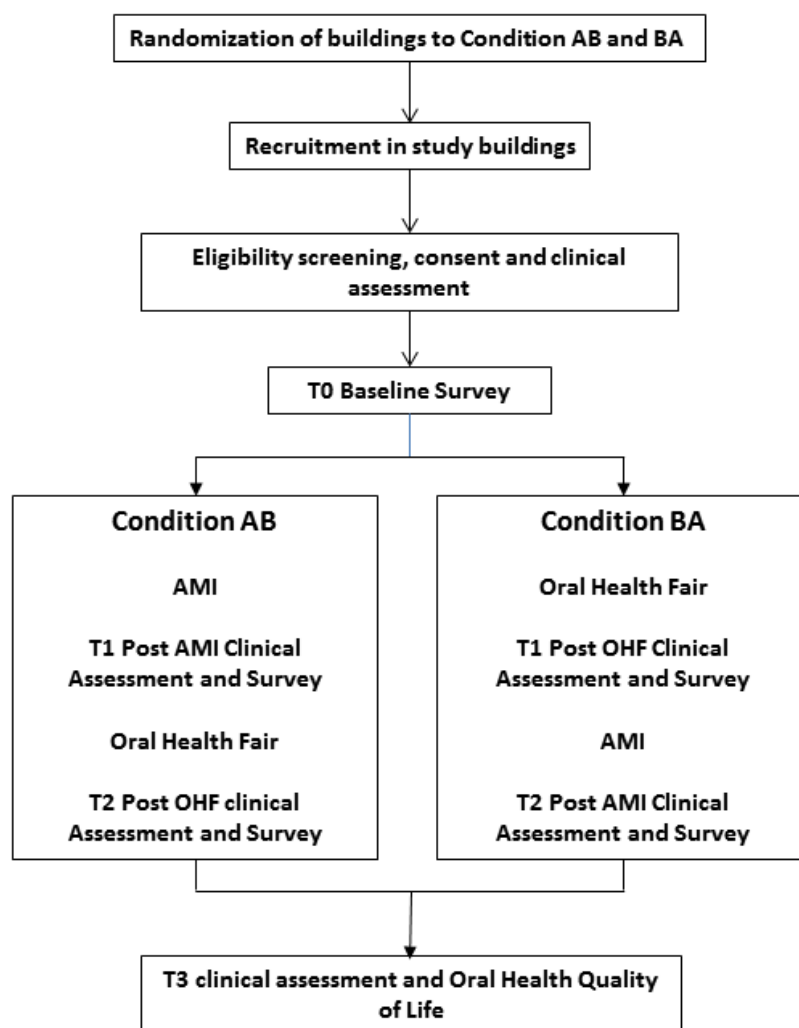 Randomization of buildings to Condition AB and BA
Recruitment in study buildings
Eligibility screening, consent and clinical
assessment
T0 Baseline Survey
Condition AB
AMI
T1 Post AMI Clinical
Assessment and Survey
Oral Health Fair
T2 Post OHF clinical
Assessment and Survey
Condition BA
Oral Health Fair
T1 Post OHF Clinical
Assessment and Survey
AMI
T2 Post AMI Clinical
Assessment and Survey
T3 clinical assessment and Oral Health Quality
of Life